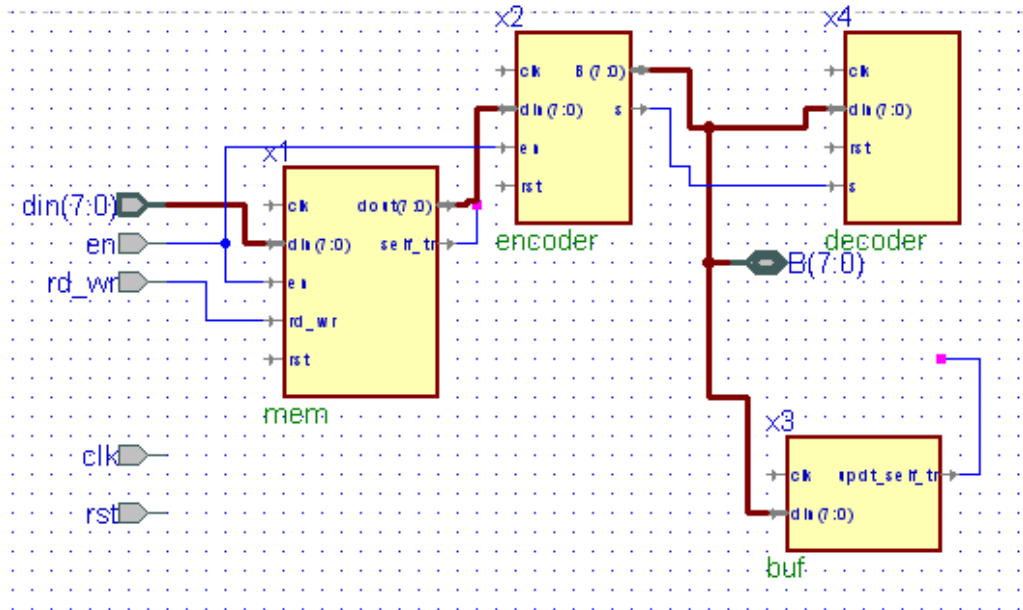 x2
x4
clk B(7:0)
clk
din(7:0) s
din(7:0)
en
rst
rst
s
encoder
decoder
x1
clk dout(7:0)
din(7:0) self_tr
en
rd_wr
rst
mem
din(7:0)
en
rd_wr
B(7:0)
clk
rst
x3
clk updt_self_tr
din(7:0)
buf